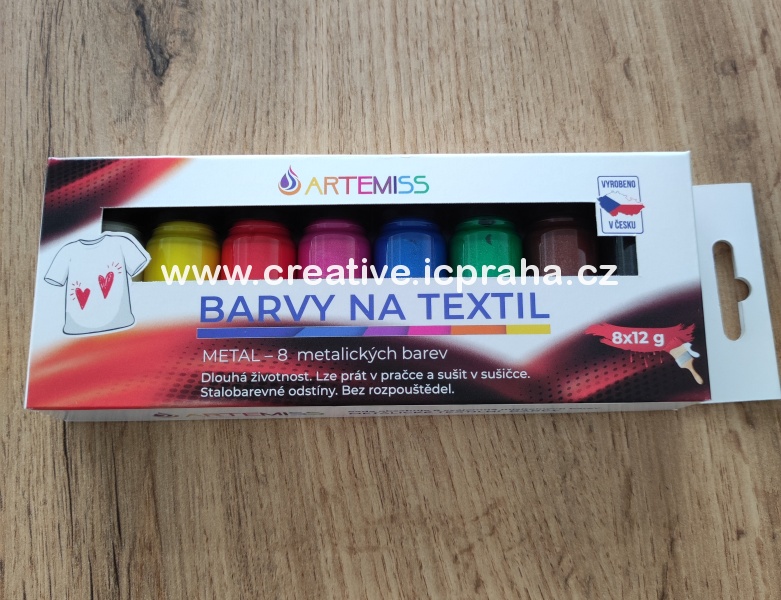 ARTEMISS
VYROBENO
V ČESKU
www.creative.icpraha.cz
BARVY NA TEXTIL
8x12 g
METAL – 8 metalických barev
Dlouhá životnost. Lze prát v pračce a sušit v sušičce.
Stalobarevné odstíny. Bez rozpouštědel.
ARTEMISS